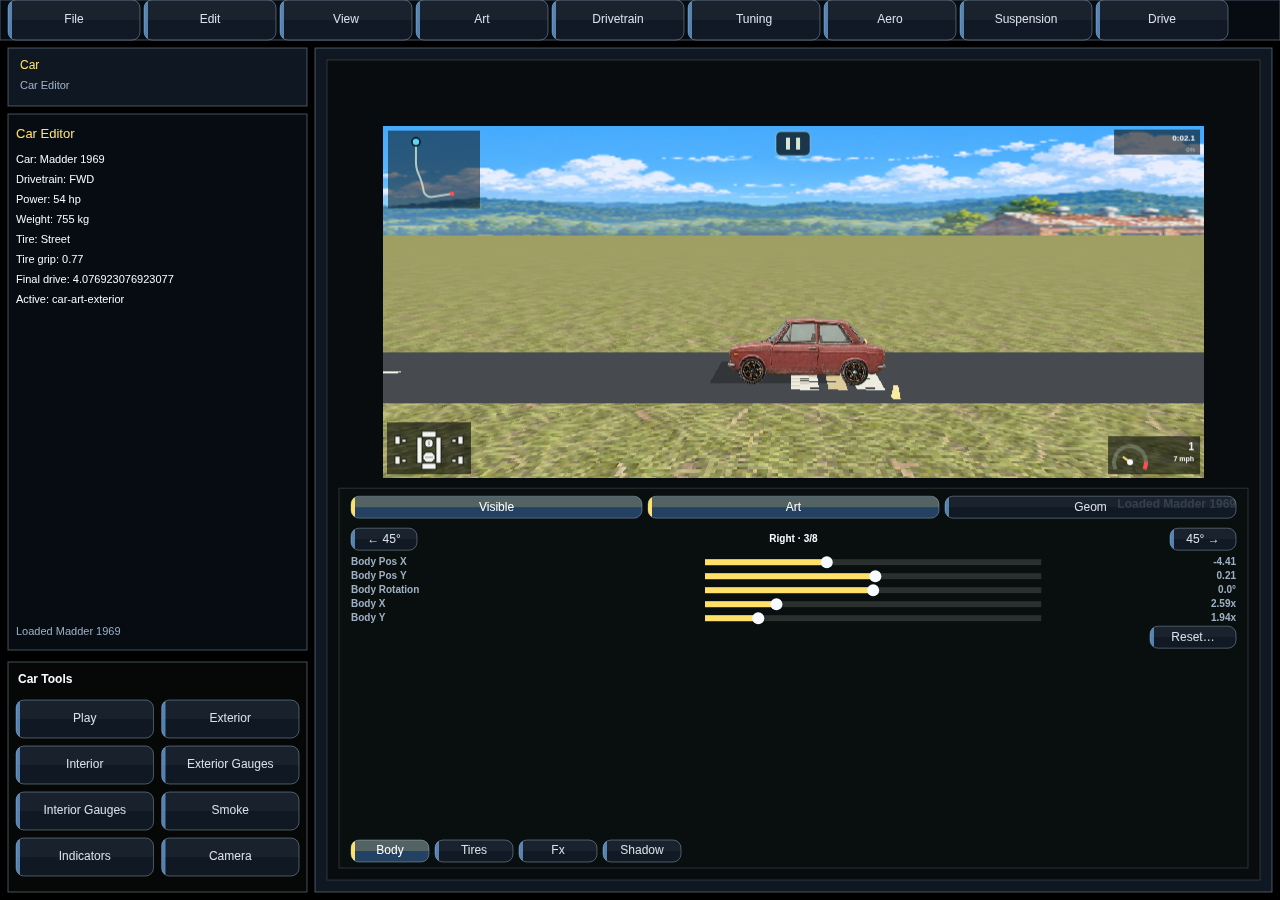 File
Edit
View
Art
Drivetrain
Tuning
Aero
Suspension
Drive
Car
Car Editor
Car Editor
Car: Madder 1969
Drivetrain: FWD
Power: 54 hp
Weight: 755 kg
Tire: Street
Tire grip: 0.77
Final drive: 4.076923076923077
Active: car-art-exterior
Loaded Madder 1969
Car Tools
Play
Exterior
Interior
Exterior Gauges
Interior Gauges
Smoke
Indicators
Camera
0:02.1
0%
1
7 mph
Visible
Art
Geom
Loaded Madder 1969
← 45°
Right · 3/8
45° →
Body Pos X
-4.41
Body Pos Y
0.21
Body Rotation
0.0°
Body X
2.59x
Body Y
1.94x
Reset…
Body
Tires
Fx
Shadow